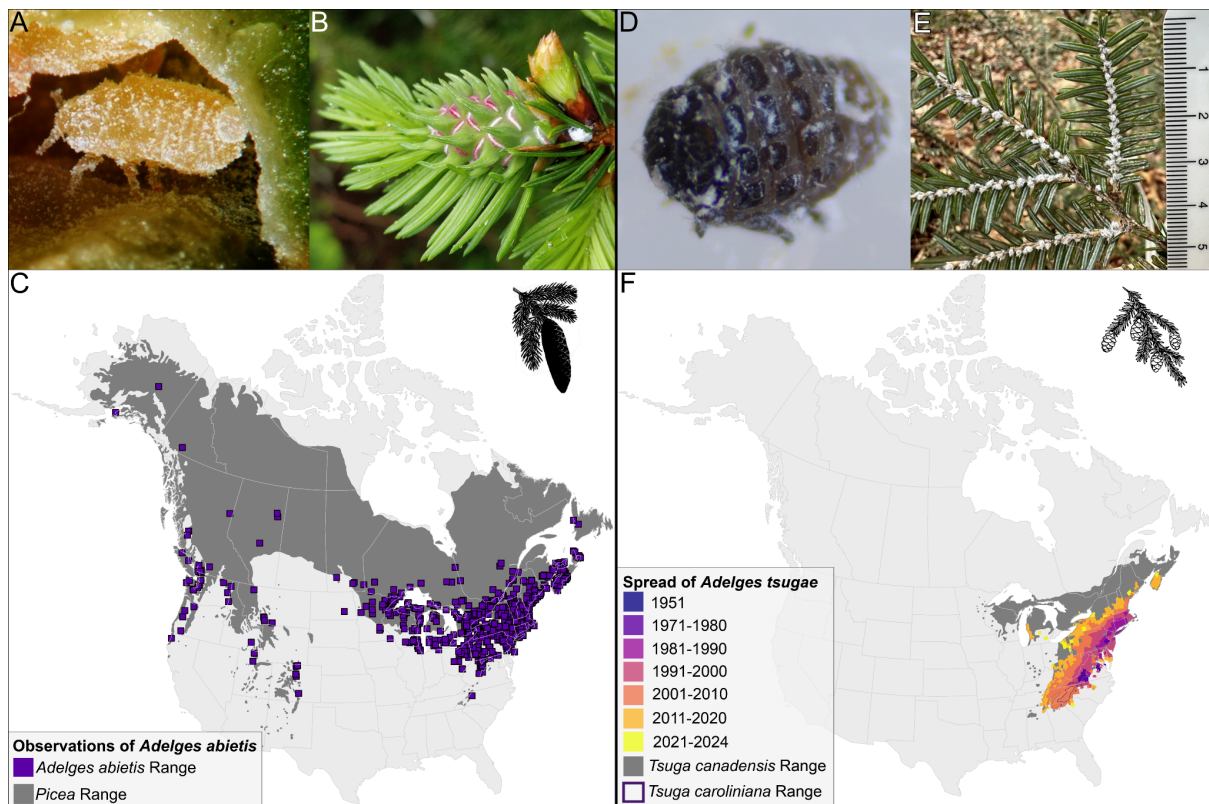 A
B
D
E
1
2
3
4
5
C
Observations of Adelges abietis
Adelges abietis Range
Picea Range
F
Spread of Adelges tsugae
1951
1971-1980
1981-1990
1991-2000
2001-2010
2011-2020
2021-2024
Tsuga canadensis Range
Tsuga caroliniana Range